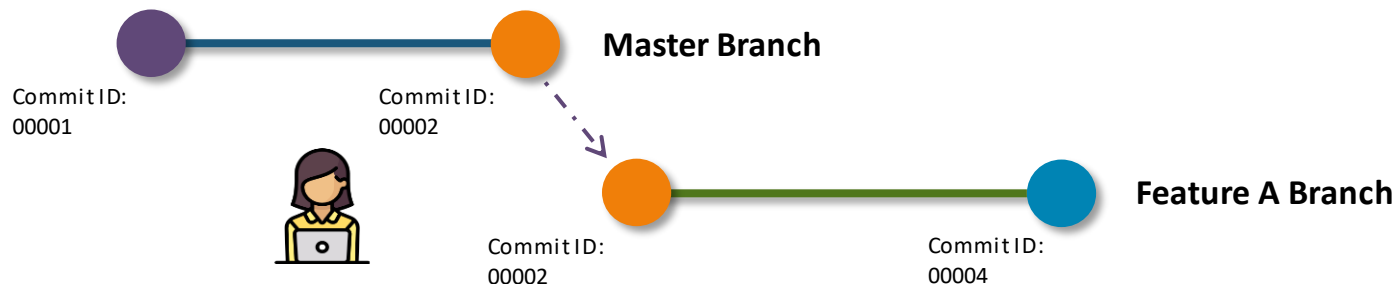 Master Branch
Commit ID:
00001
Commit ID:
00002
Feature A Branch
Commit ID:
00002
Commit ID:
00004